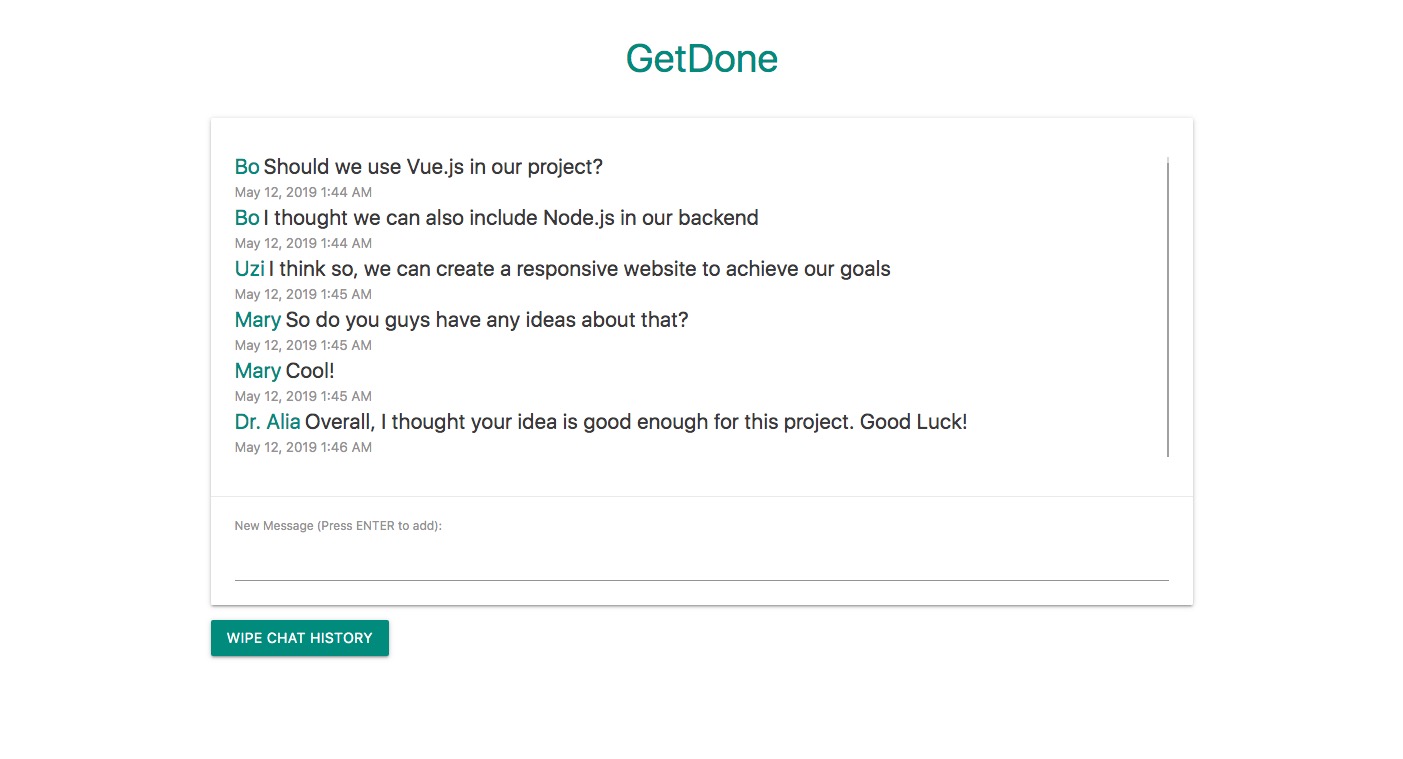 GetDone
Bo Should we use Vue.js in our project?
May 12, 2019 1:44 AM
Bo I thought we can also include Node.js in our backend
May 12, 2019 1:44 AM
Uzi I think so, we can create a responsive website to achieve our goals
May 12, 2019 1:45 AM
Mary So do you guys have any ideas about that?
May 12, 2019 1:45 AM
Mary Cool!
May 12, 2019 1:45 AM
Dr. Alia Overall, I thought your idea is good enough for this project. Good Luck!
May 12, 2019 1:46 AM
New Message (Press ENTER to add):
WIPE CHAT HISTORY